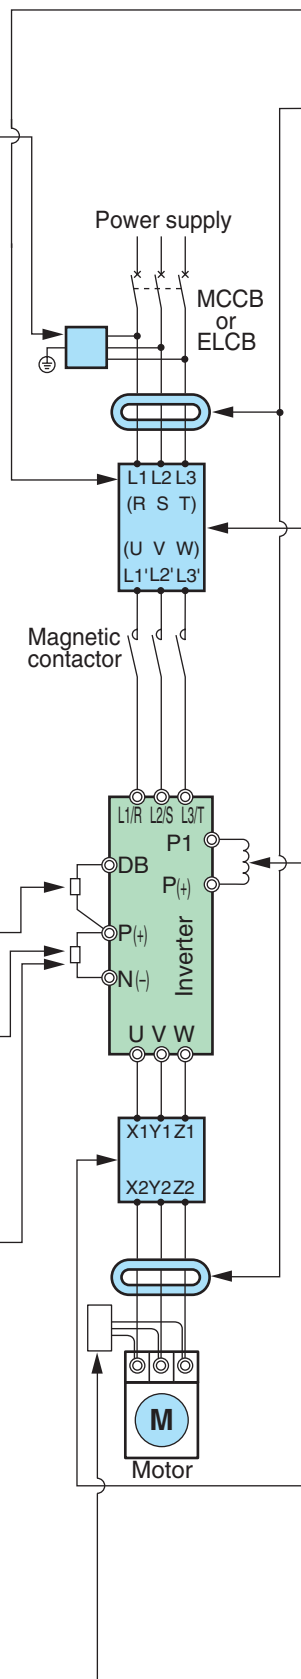 Power supply
MCCB
or
ELCB
L1 L2 L3
(R S T)
(U V W)
L1' L2' L3'
Magnetic
contactor
L1/R L2/S L3/T
P1
DB
P(+)
P(+)
Inverter
N(-)
U V W
X1 Y1 Z1
X2 Y2 Z2
M
Motor